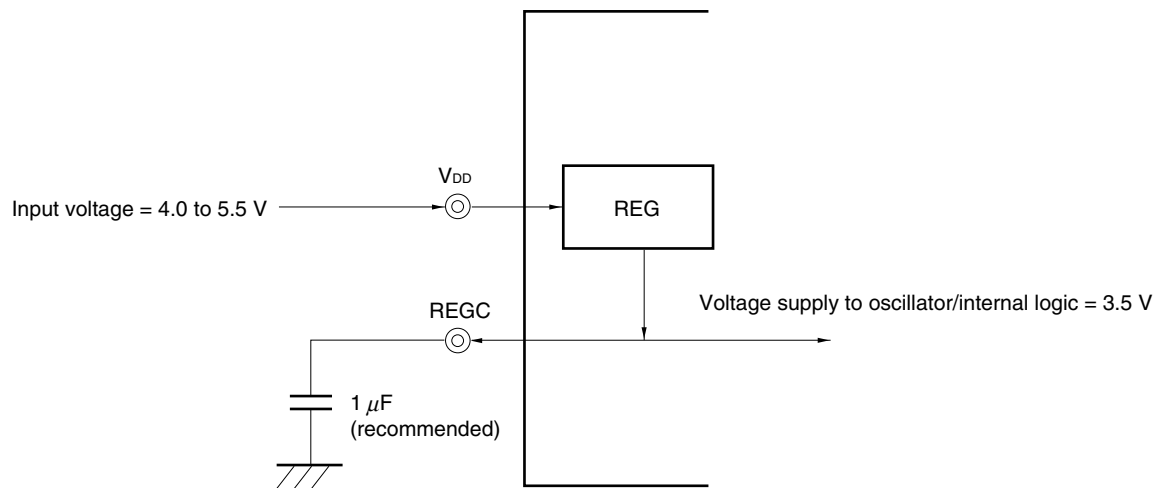 VDD
Input voltage = 4.0 to 5.5 V
REG
REGC
Voltage supply to oscillator/internal logic = 3.5 V
1 μF
(recommended)